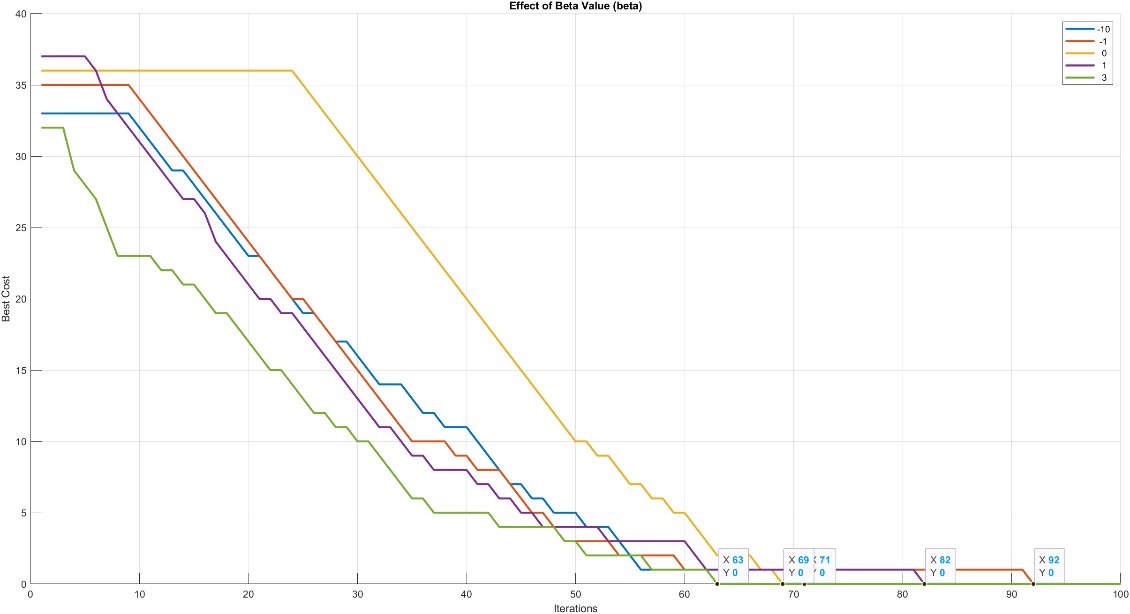 Effect of Beta Value (beta)
40
35
30
25
20
15
10
5
0
Best Cost
-10
-1
0
1
3
X 63
Y 0
X 69
Y 0
X 71
Y 0
X 82
Y 0
X 92
Y 0
0
10
20
30
40
50
60
70
80
90
100
Iterations